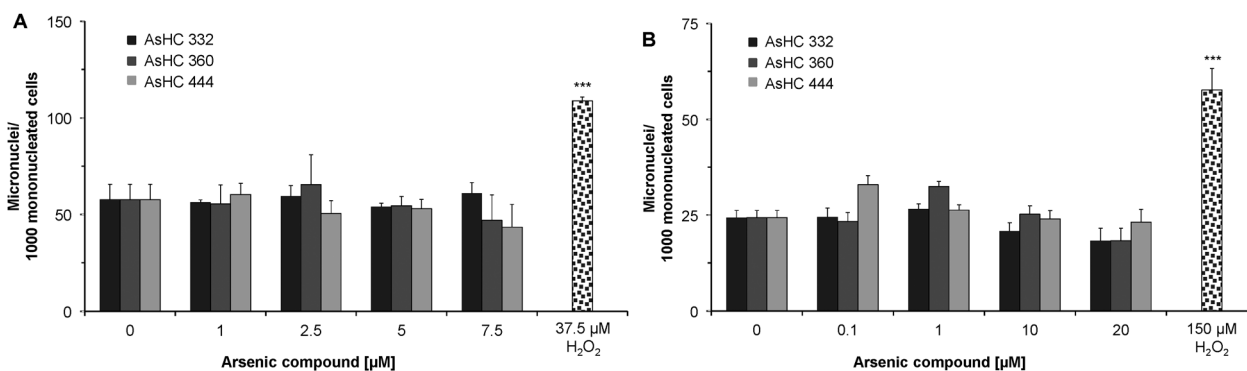 A
150
100
50
0
Micronuclei/
1000 mononucleated cells
AsHC 332
AsHC 360
AsHC 444
***
0 1 2.5 5 7.5 37.5 µM
H₂O₂
Arsenic compound [µM]
B
75
50
25
0
Micronuclei/
1000 mononucleated cells
AsHC 332
AsHC 360
AsHC 444
***
0 0.1 1 10 20 150 µM
H₂O₂
Arsenic compound [µM]